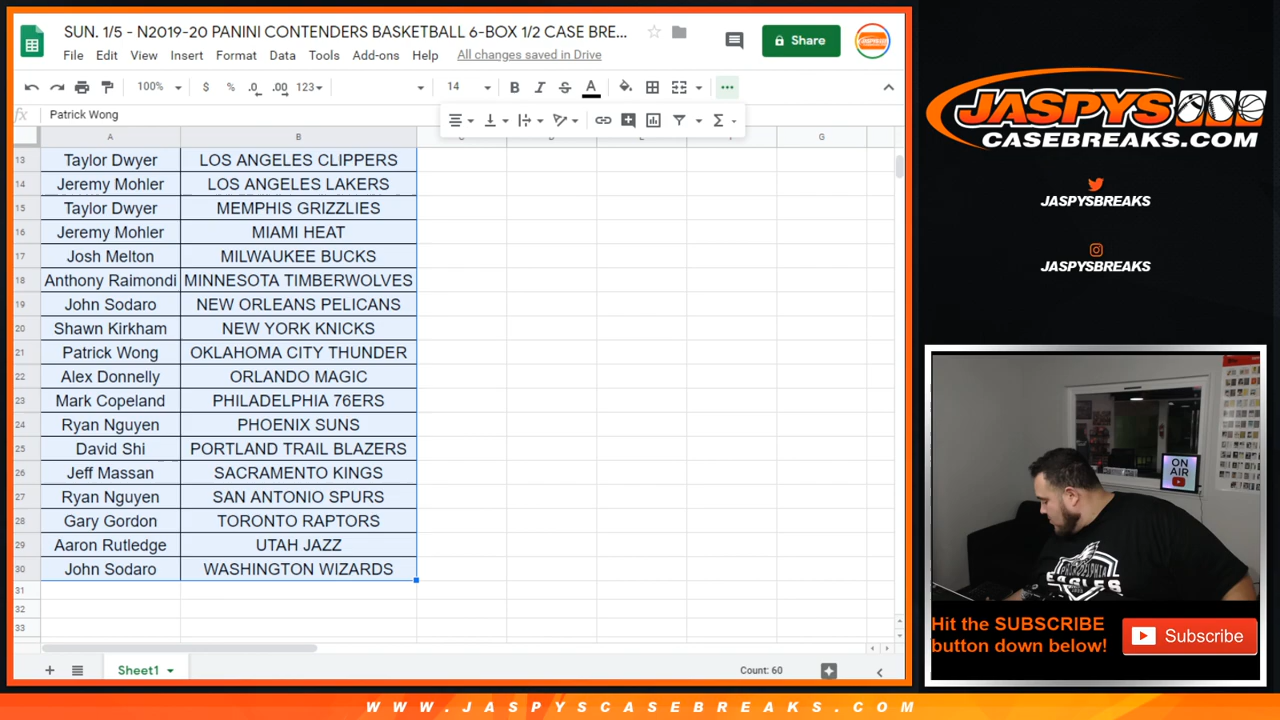 SUN. 1/5 - N2019-20 PANINI CONTENDERS BASKETBALL 6-BOX 1/2 CASE BRE...
File Edit View Insert Format Data Tools Add-ons Help All changes saved in Drive
Share
100% $ % .0 .00 123 14 B I S A
fx Patrick Wong
A B G
13 Taylor Dwyer LOS ANGELES CLIPPERS
14 Jeremy Mohler LOS ANGELES LAKERS
15 Taylor Dwyer MEMPHIS GRIZZLIES
16 Jeremy Mohler MIAMI HEAT
17 Josh Melton MILWAUKEE BUCKS
18 Anthony Raimondi MINNESOTA TIMBERWOLVES
19 John Sodaro NEW ORLEANS PELICANS
20 Shawn Kirkham NEW YORK KNICKS
21 Patrick Wong OKLAHOMA CITY THUNDER
22 Alex Donnelly ORLANDO MAGIC
23 Mark Copeland PHILADELPHIA 76ERS
24 Ryan Nguyen PHOENIX SUNS
25 David Shi PORTLAND TRAIL BLAZERS
26 Jeff Massan SACRAMENTO KINGS
27 Ryan Nguyen SAN ANTONIO SPURS
28 Gary Gordon TORONTO RAPTORS
29 Aaron Rutledge UTAH JAZZ
30 John Sodaro WASHINGTON WIZARDS
31
32
33
Sheet1
Count: 60
JASPYS
CASEBREAKS.COM
JASPYSBREAKS
JASPYSBREAKS
ON
AIR
PHILADELPHIA
EAGLES
Hit the SUBSCRIBE
button down below!
Subscribe
WWW.JASPYSCASEBREAKS.COM